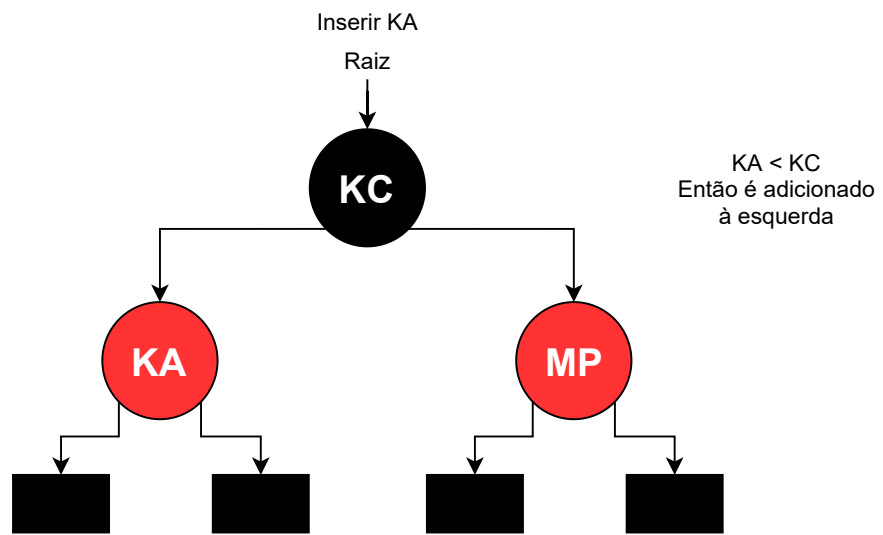 Inserir KA
Raiz
KC
KA < KC
Então é adicionado
à esquerda
KA
MP